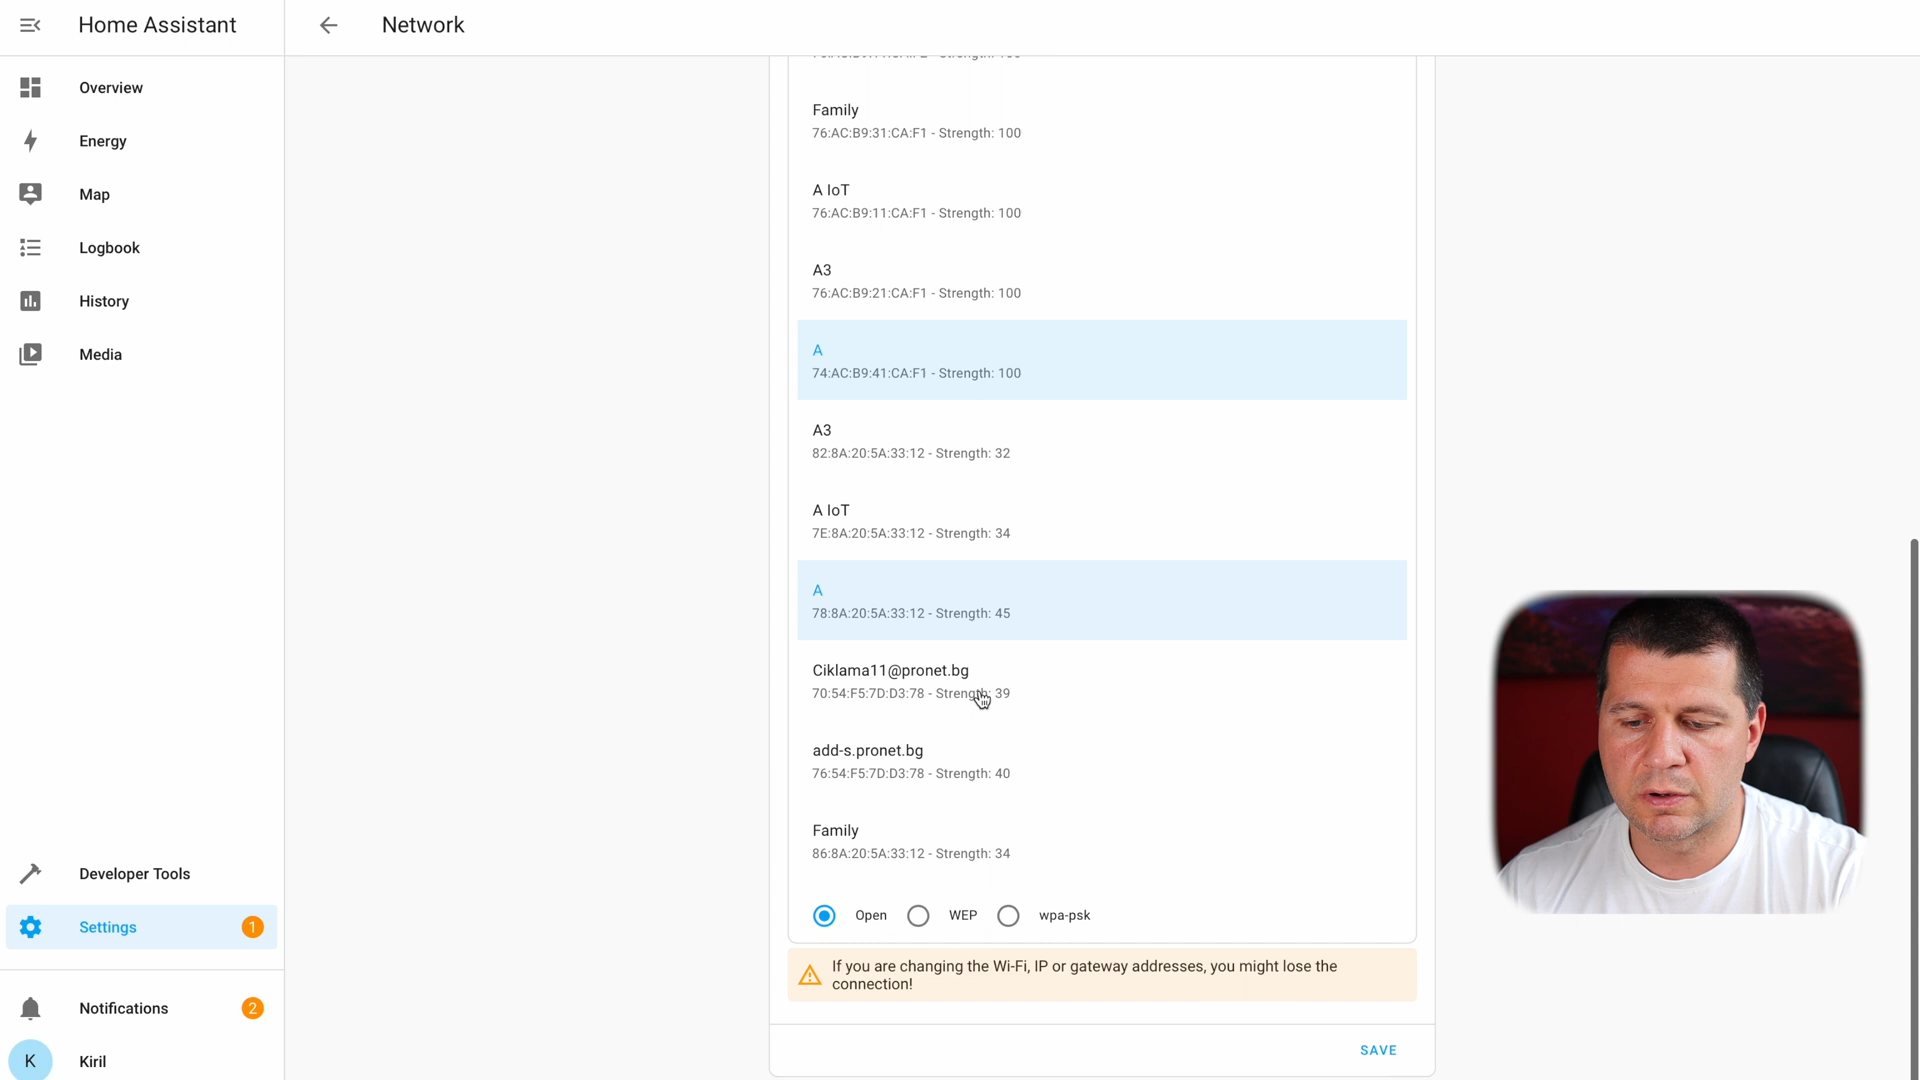 Home Assistant
Network
Overview
Energy
Map
Logbook
History
Media
Family
76:AC:B9:31:CA:F1 - Strength: 100
A IoT
76:AC:B9:11:CA:F1 - Strength: 100
A3
76:AC:B9:21:CA:F1 - Strength: 100
A
74:AC:B9:41:CA:F1 - Strength: 100
A3
82:8A:20:5A:33:12 - Strength: 32
A IoT
7E:8A:20:5A:33:12 - Strength: 34
A
78:8A:20:5A:33:12 - Strength: 45
Ciklama11@pronet.bg
70:54:F5:7D:D3:78 - Strength: 39
add-s.pronet.bg
76:54:F5:7D:D3:78 - Strength: 40
Family
86:8A:20:5A:33:12 - Strength: 34
Open WEP wpa-psk
If you are changing the Wi-Fi, IP or gateway addresses, you might lose the
connection!
SAVE
Developer Tools
Settings 1
Notifications 2
K Kiril